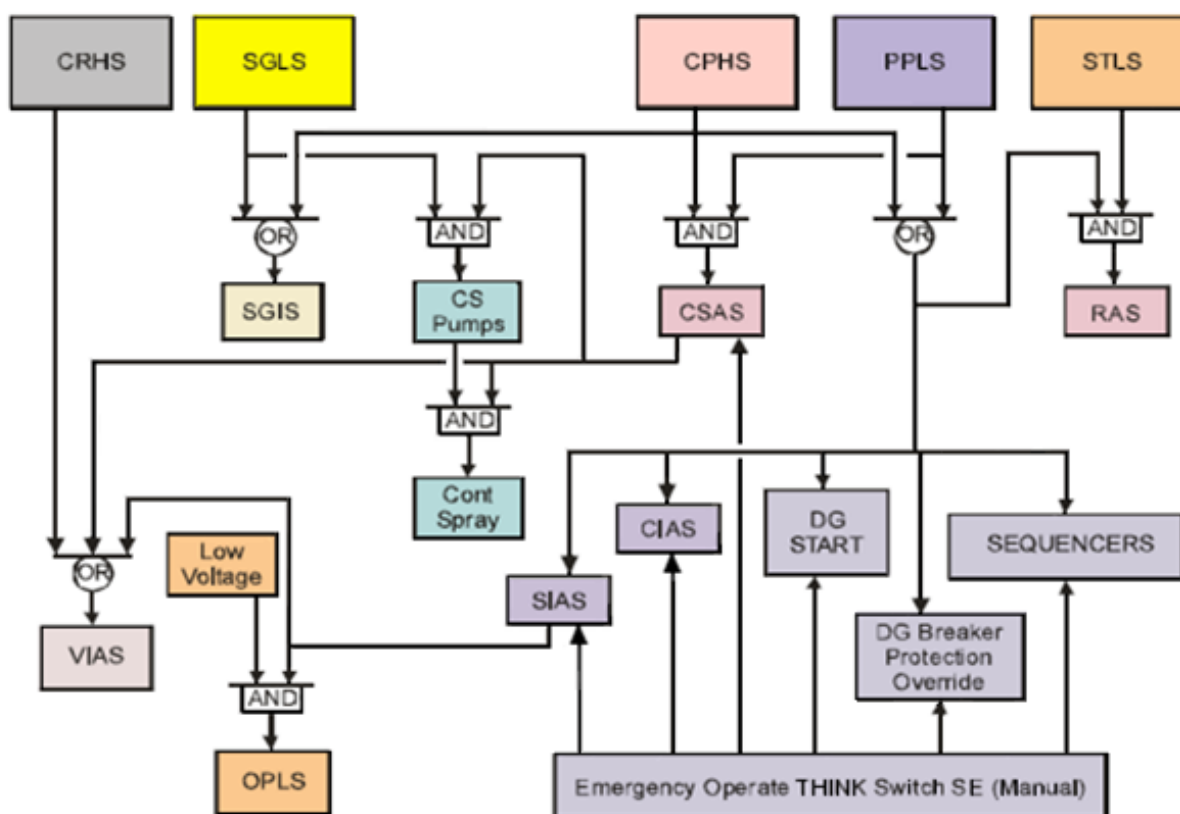 CRHS
SGLS
CPHS
PPLS
STLS
OR
AND
AND
OR
AND
SGIS
CS
Pumps
CSAS
RAS
AND
Cont
Spray
CIAS
DG
START
SEQUENCERS
OR
Low
Voltage
SIAS
VIAS
DG Breaker
Protection
Override
AND
OPLS
Emergency Operate THINK Switch SE (Manual)